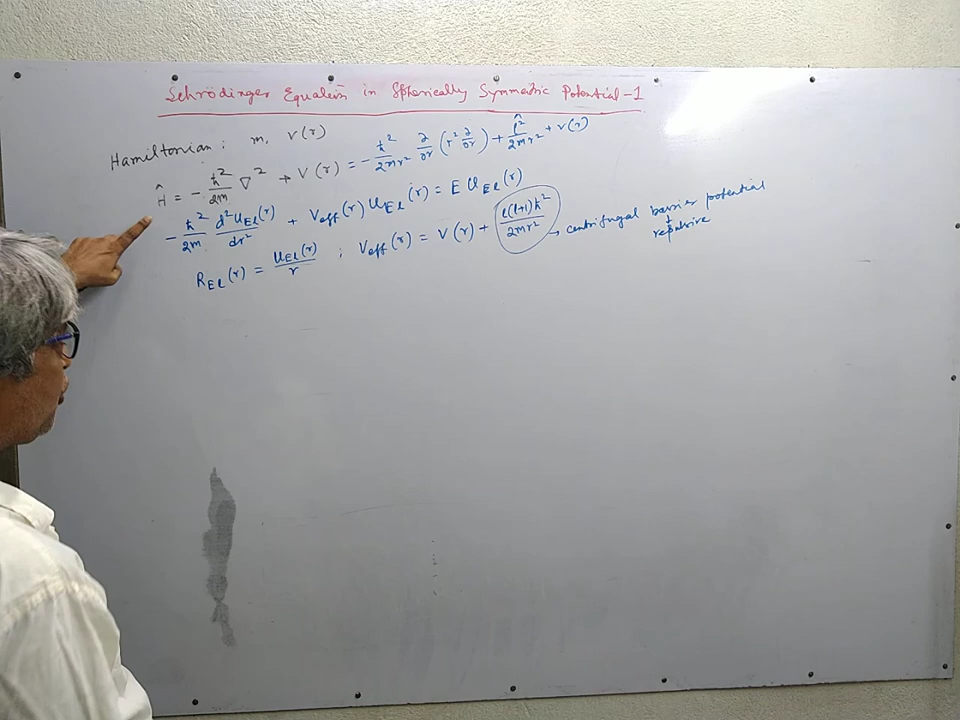 Schrödinger Equation in Spherically Symmetric Potential -1
Hamiltonian : m, V(r)
Ĥ = - ħ²/2m ∇² + V(r) = - ħ²/2mr² ∂/∂r (r² ∂/∂r) + l̂²/2mr² + V(r)
- ħ²/2m d²U_El(r)/dr² + V_eff(r) U_El(r) = E U_El(r)
R_El(r) = U_El(r)/r ; V_eff(r) = V(r) + l(l+1)ħ²/2mr² → centrifugal barrier potential
repulsive